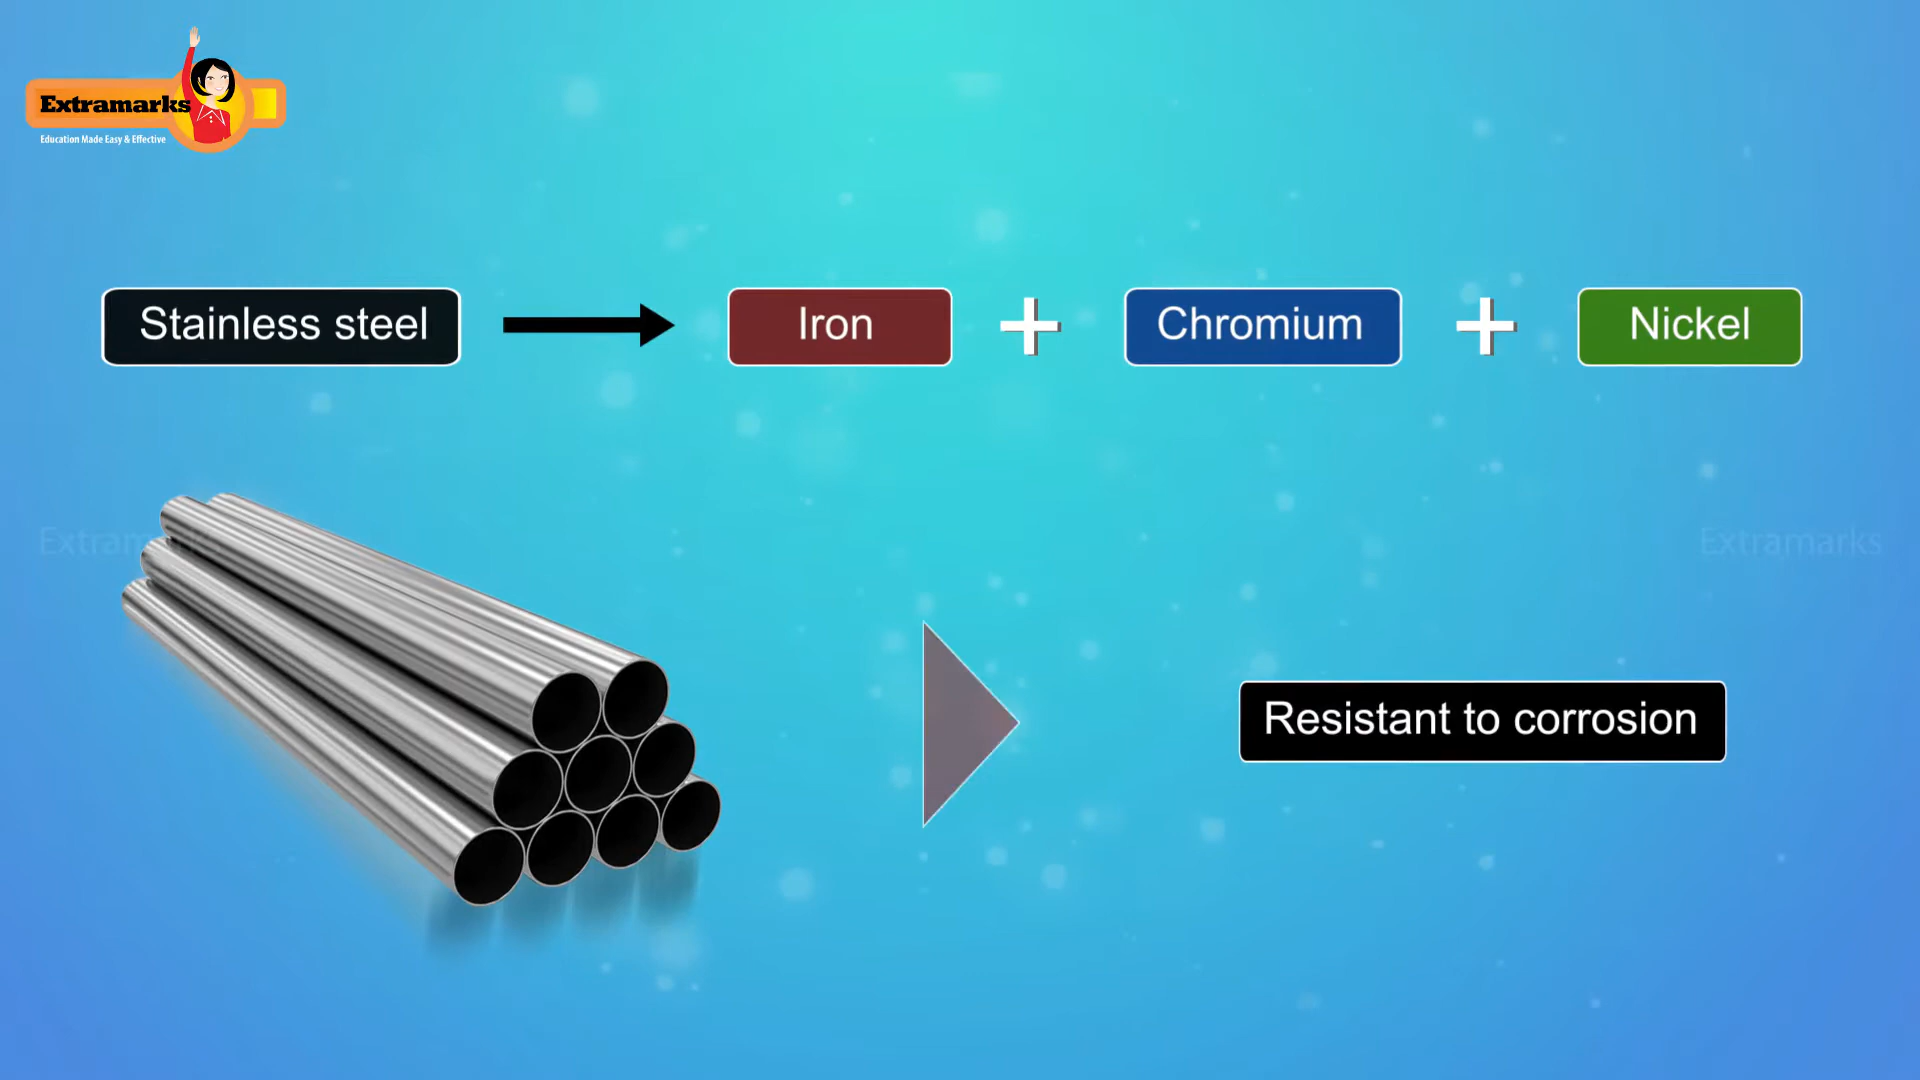 Extramarks
Education Made Easy & Effective
Stainless steel
Iron
+
Chromium
+
Nickel
Extramarks
Resistant to corrosion